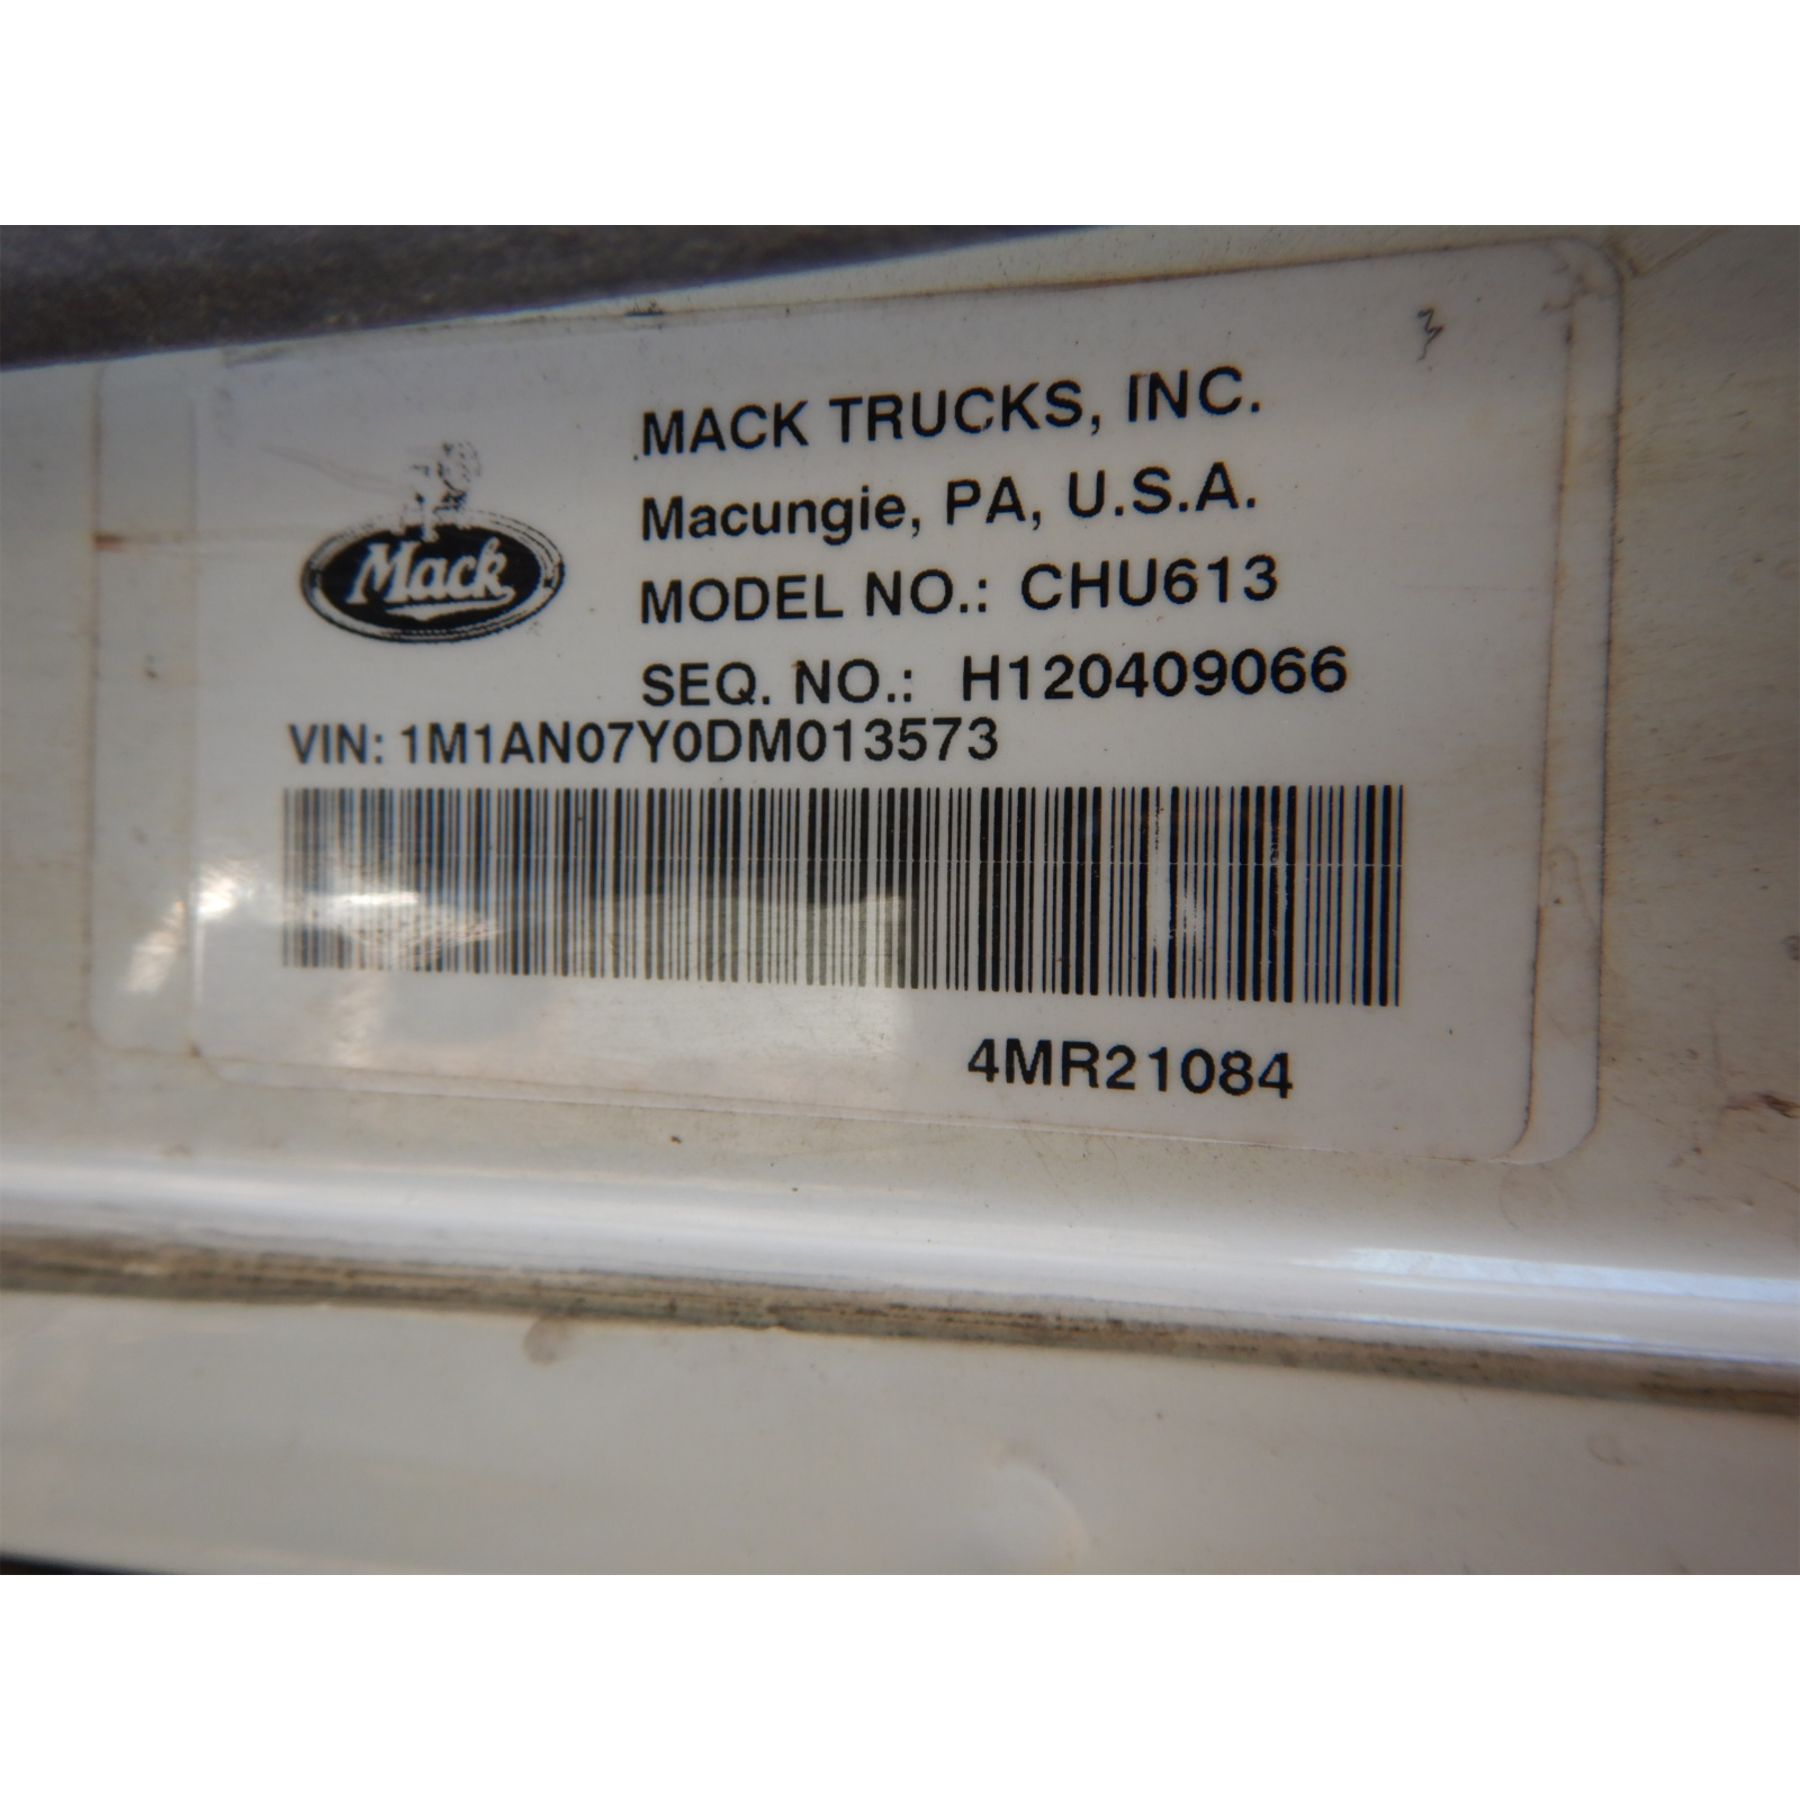 Mack
MACK TRUCKS, INC.
Macungie, PA, U.S.A.
MODEL NO.: CHU613
SEQ. NO.: H120409066
VIN: 1M1AN07Y0DM013573
4MR21084